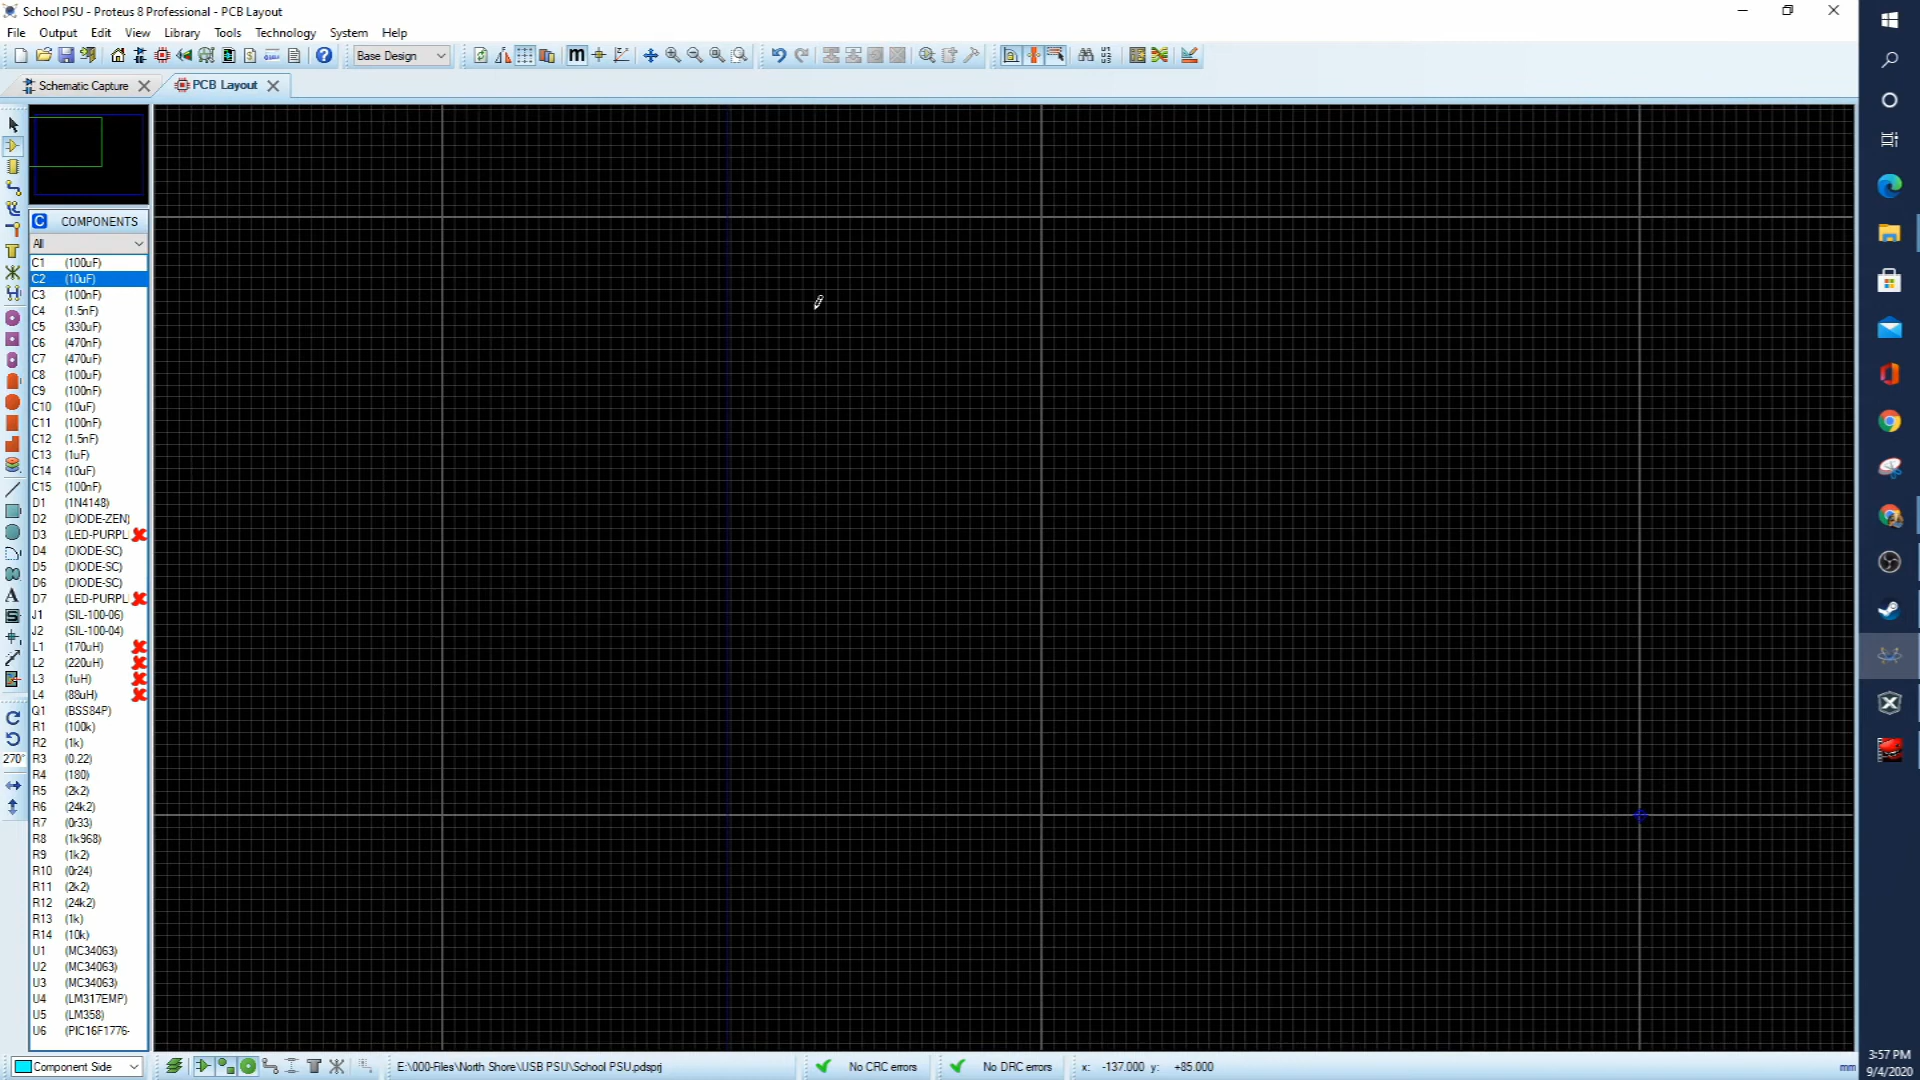 School PSU - Proteus 8 Professional - PCB Layout
File Output Edit View Library Tools Technology System Help
Base Design
Schematic Capture
PCB Layout
COMPONENTS
All
C1 (100uF)
C2 (10uF)
C3 (100nF)
C4 (1.5nF)
C5 (330uF)
C6 (470nF)
C7 (470uF)
C8 (100uF)
C9 (100nF)
C10 (10uF)
C11 (100nF)
C12 (1.5nF)
C13 (1uF)
C14 (10uF)
C15 (100nF)
D1 (1N4148)
D2 (DIODE-ZEN)
D3 (LED-PURPL
D4 (DIODE-SC)
D5 (DIODE-SC)
D6 (DIODE-SC)
D7 (LED-PURPL
J1 (SIL-100-06)
J2 (SIL-100-04)
L1 (170uH)
L2 (220uH)
L3 (1uH)
L4 (88uH)
Q1 (BSS84P)
R1 (100k)
R2 (1k)
R3 (0.22)
R4 (180)
R5 (2k2)
R6 (24k2)
R7 (0r33)
R8 (1k968)
R9 (1k2)
R10 (0r24)
R11 (2k2)
R12 (24k2)
R13 (1k)
R14 (10k)
U1 (MC34063)
U2 (MC34063)
U3 (MC34063)
U4 (LM317EMP)
U5 (LM358)
U6 (PIC16F1776-
270°
Component Side
E:\000-Files\North Shore\USB PSU\School PSU.pdsprj
No CRC errors
No DRC errors
x: -137.000 y: +85.000
mm
3:57 PM
9/4/2020